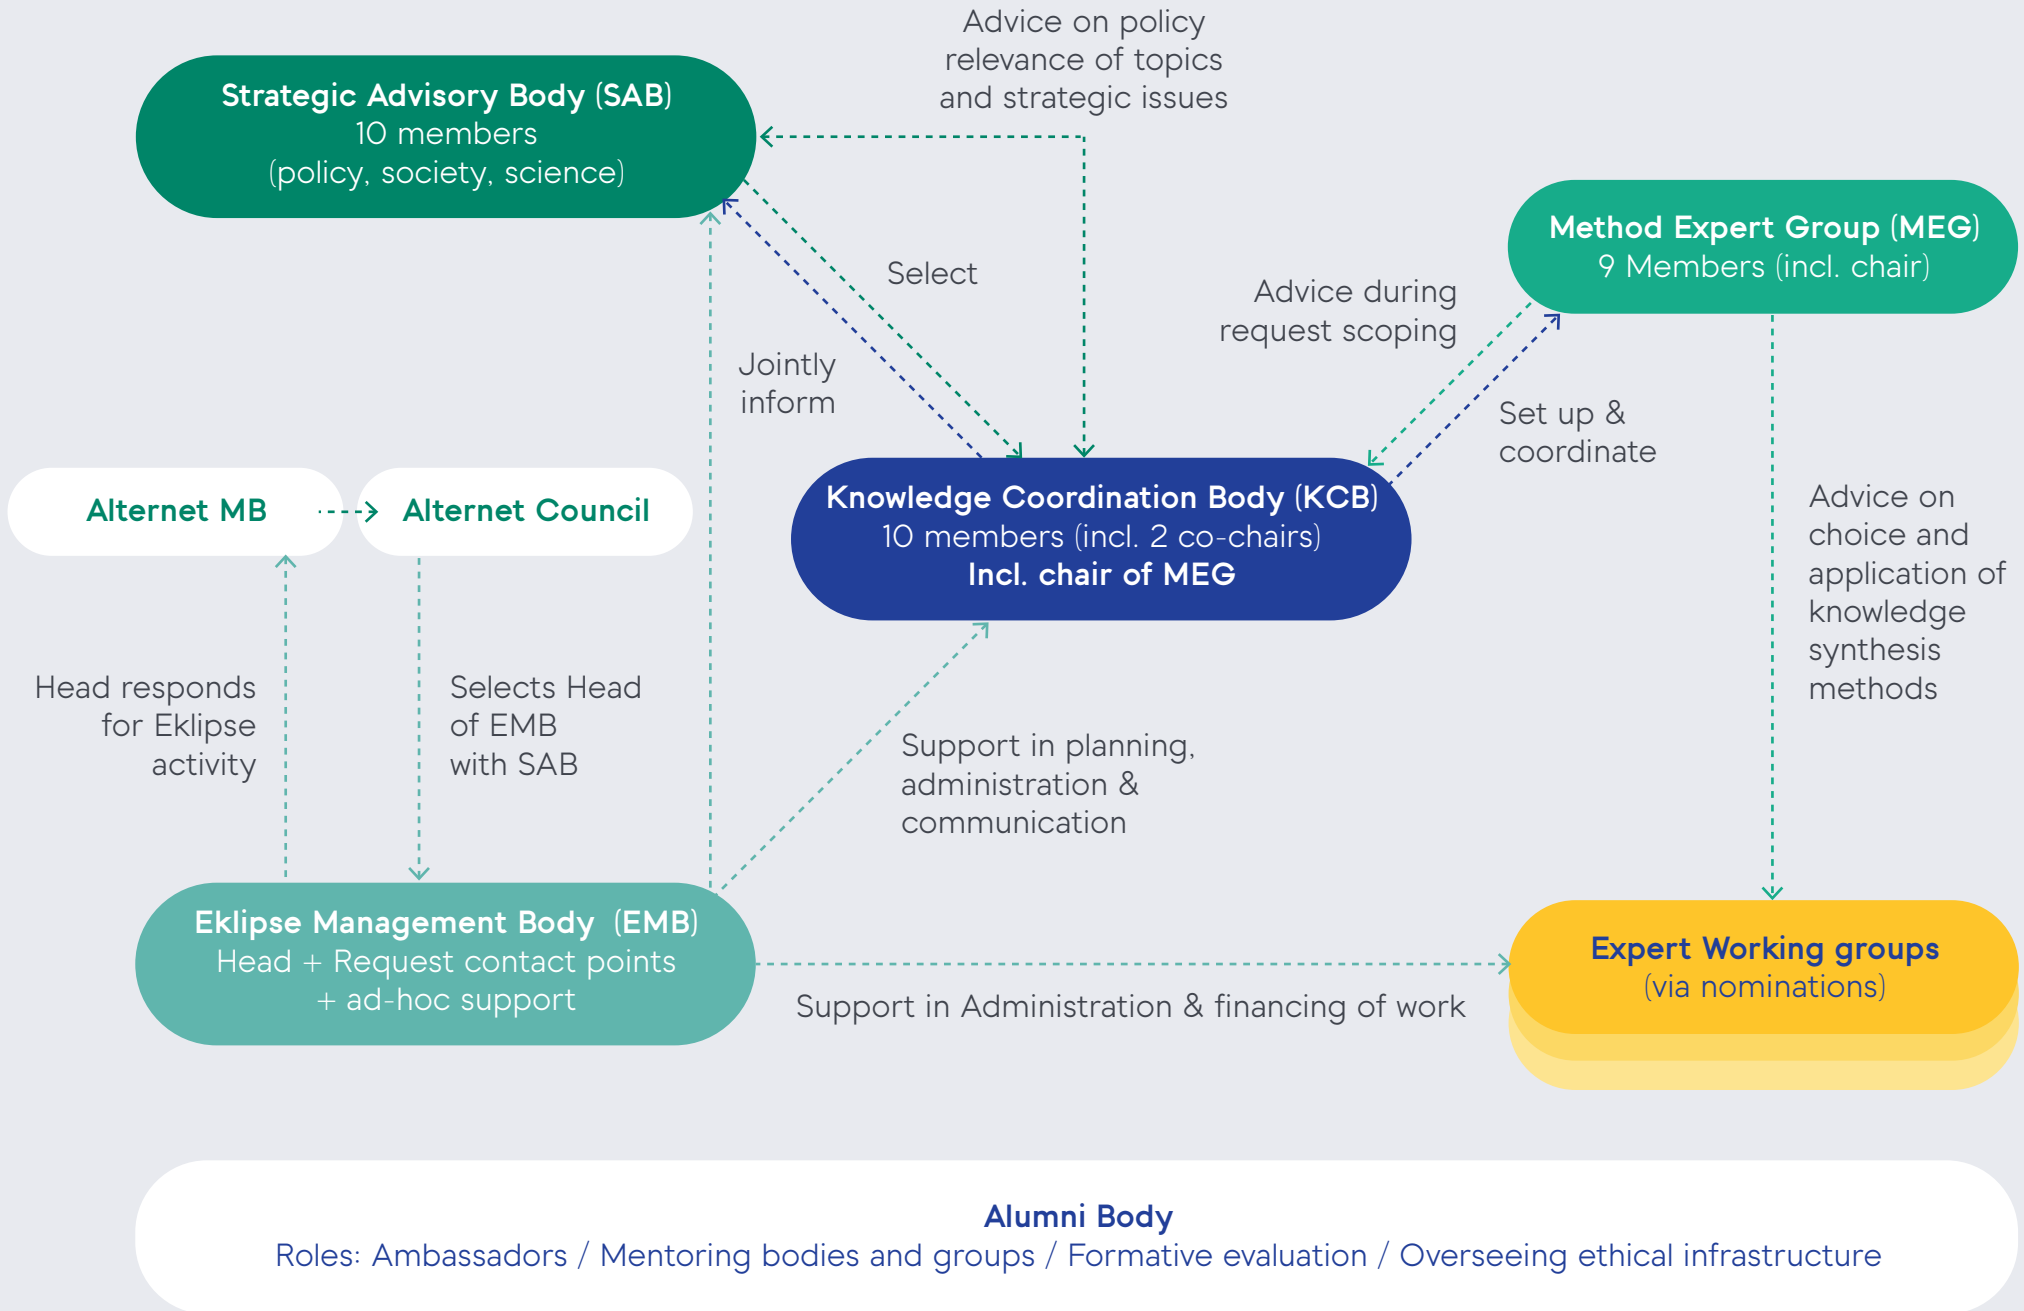 Advice on policy
relevance of topics
and strategic issues
Strategic Advisory Body (SAB)
10 members
(policy, society, science)
Method Expert Group (MEG)
9 Members (incl. chair)
Select
Advice during
request scoping
Jointly
inform
Set up &
coordinate
Alternet MB
Alternet Council
Knowledge Coordination Body (KCB)
10 members (incl. 2 co-chairs)
Incl. chair of MEG
Advice on
choice and
application of
knowledge
synthesis
methods
Head responds
for Eklipse
activity
Selects Head
of EMB
with SAB
Support in planning,
administration &
communication
Eklipse Management Body (EMB)
Head + Request contact points
+ ad-hoc support
Expert Working groups
(via nominations)
Support in Administration & financing of work
Alumni Body
Roles: Ambassadors / Mentoring bodies and groups / Formative evaluation / Overseeing ethical infrastructure